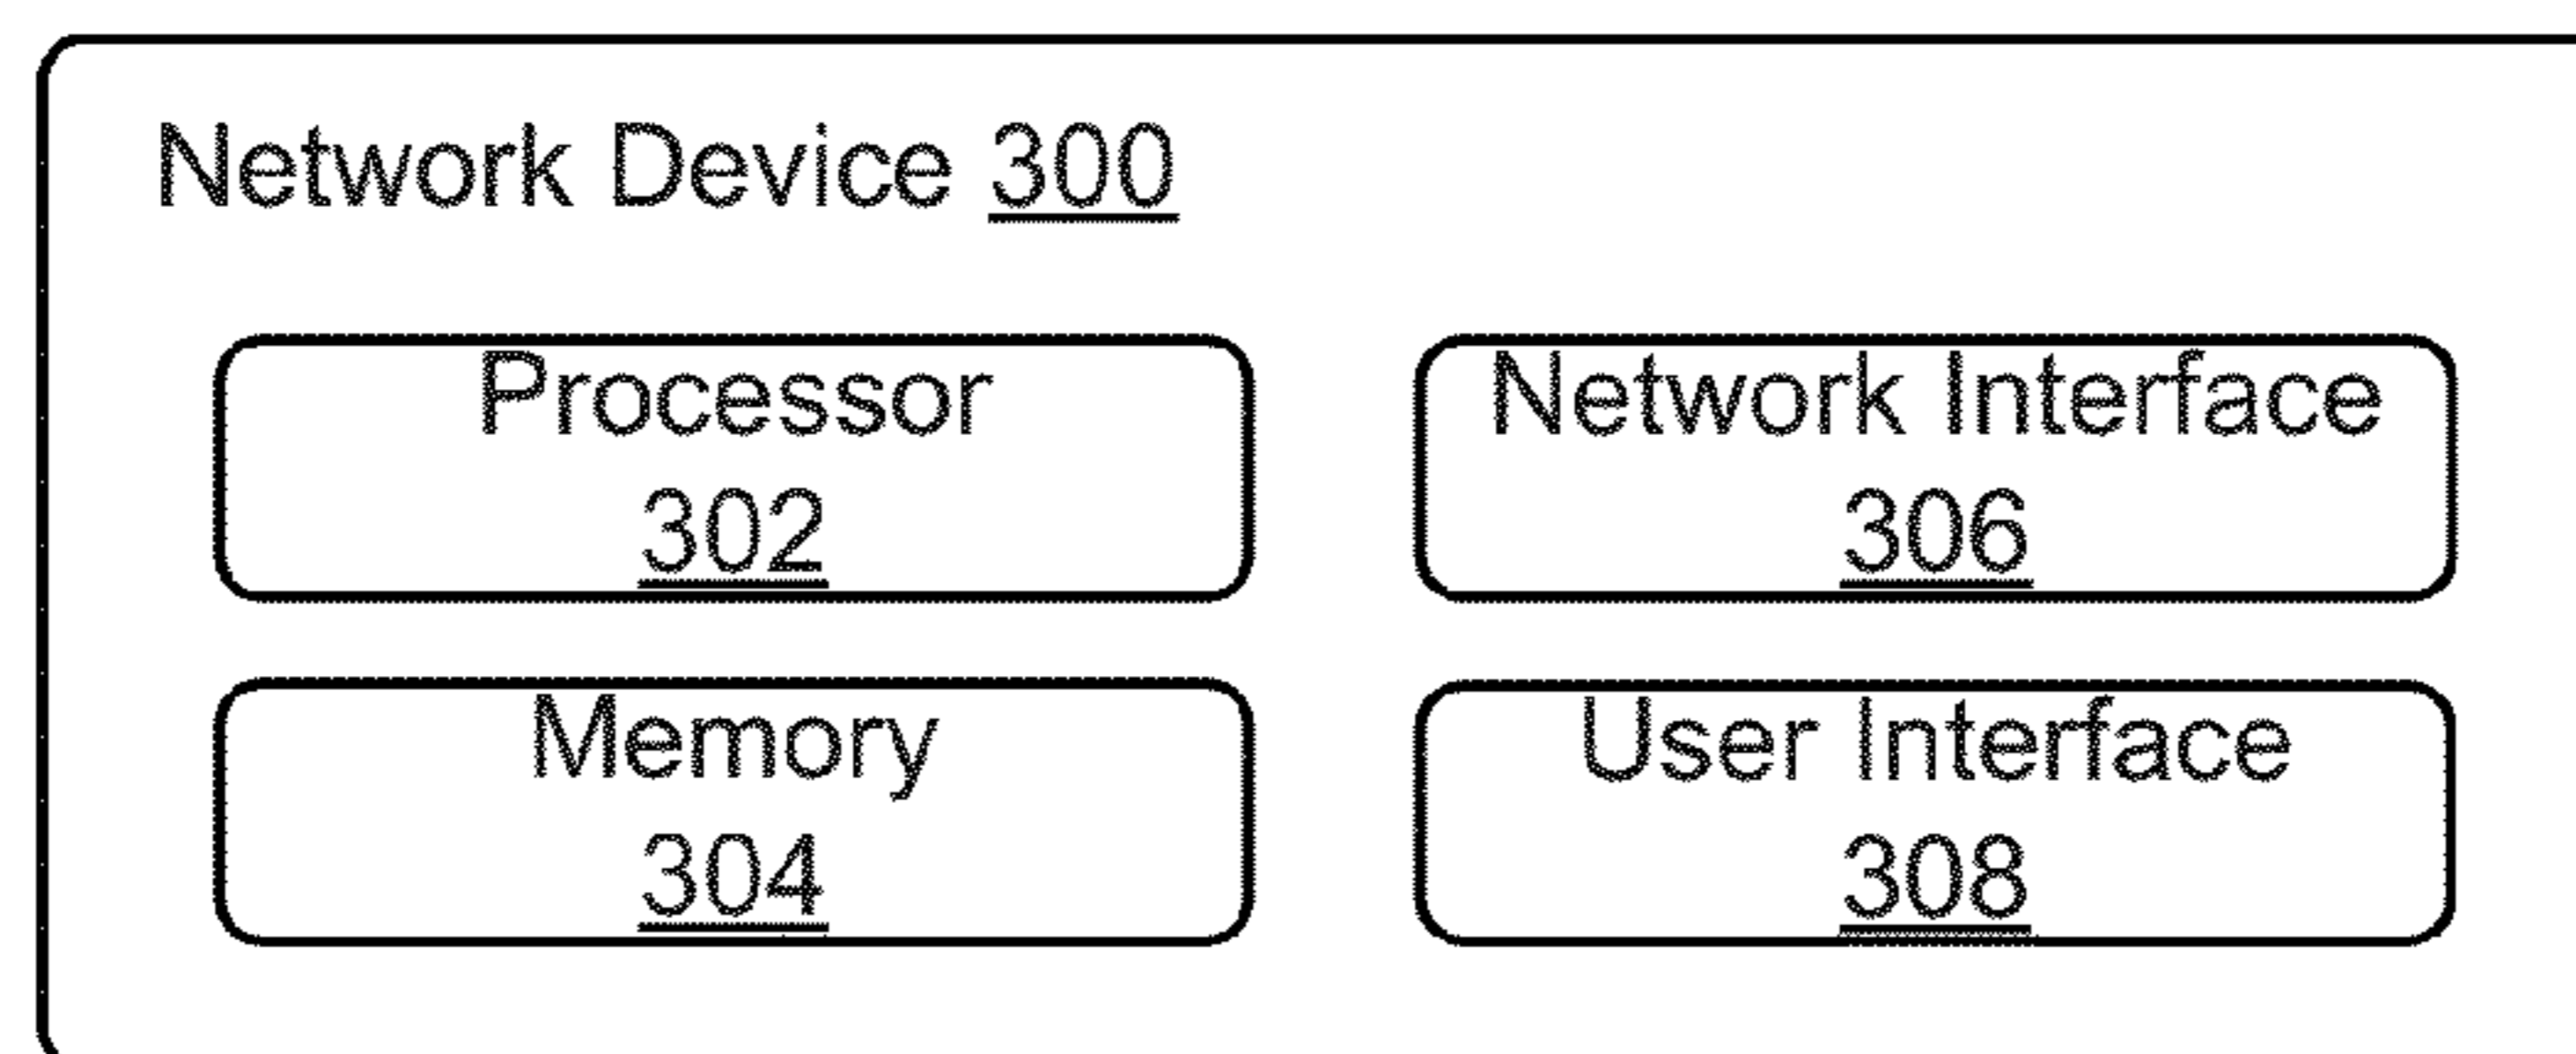 Network Device 300
Processor
302
Network Interface
306
Memory
304
User Interface
308